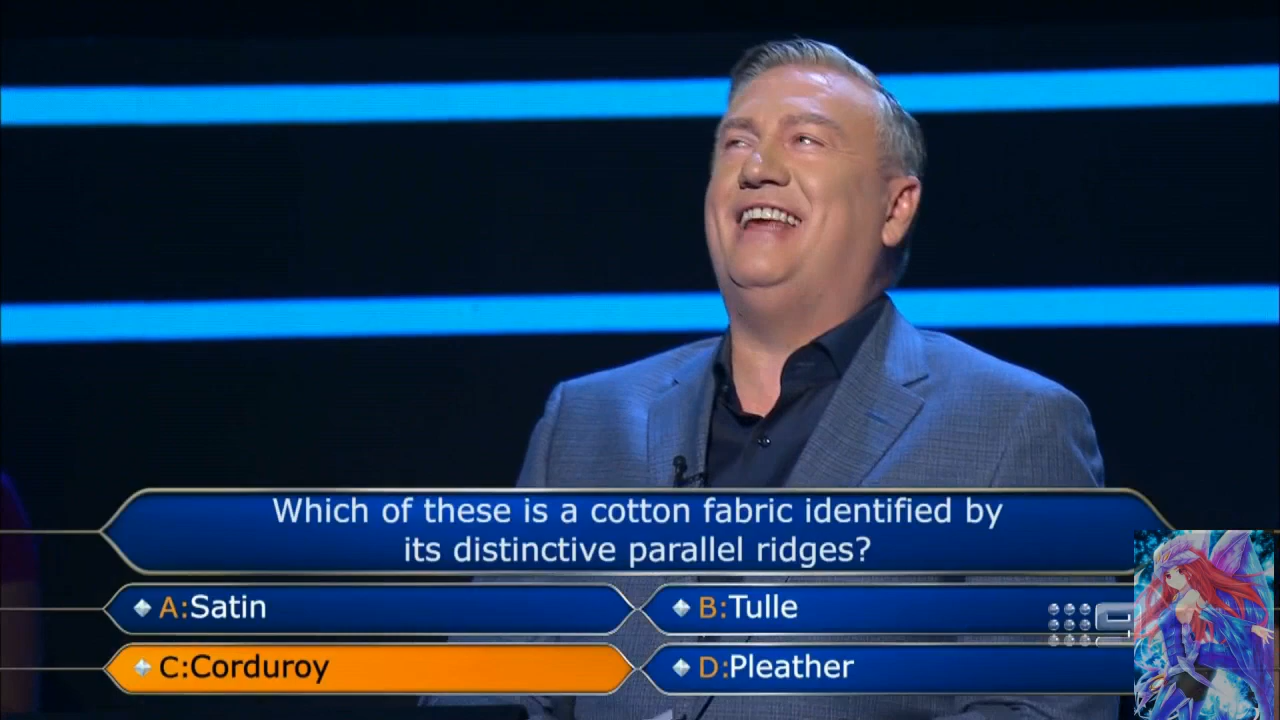 Which of these is a cotton fabric identified by
its distinctive parallel ridges?
A:Satin
B:Tulle
C:Corduroy
D:Pleather